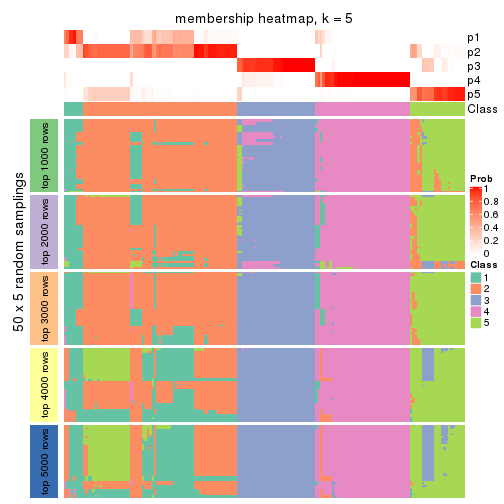 membership heatmap, k = 5
p1
p2
p3
p4
p5
Class
50 x 5 random samplings
top 1000 rows
top 2000 rows
top 3000 rows
top 4000 rows
top 5000 rows
Prob
1
0.8
0.6
0.4
0.2
0
Class
1
2
3
4
5